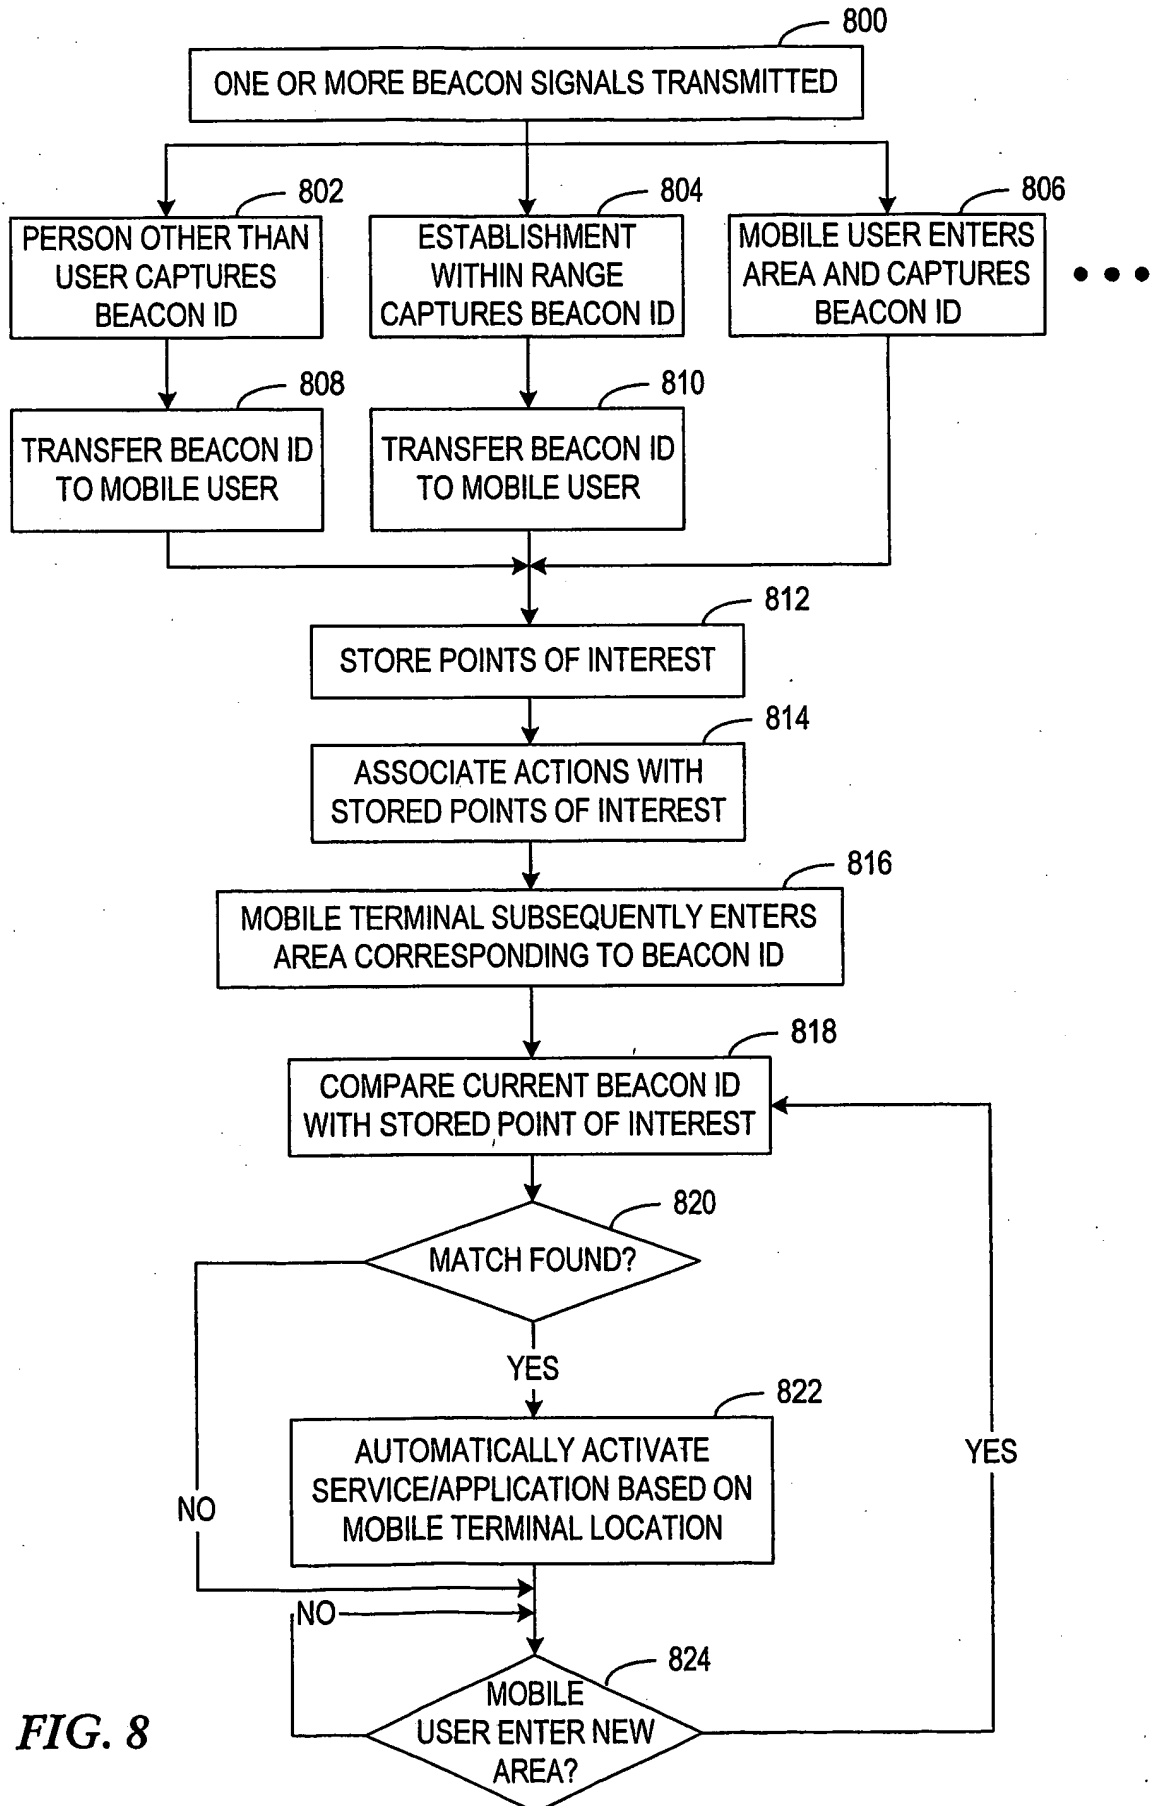 800
ONE OR MORE BEACON SIGNALS TRANSMITTED
802
PERSON OTHER THAN
USER CAPTURES
BEACON ID
804
ESTABLISHMENT
WITHIN RANGE
CAPTURES BEACON ID
806
MOBILE USER ENTERS
AREA AND CAPTURES
BEACON ID
808
TRANSFER BEACON ID
TO MOBILE USER
810
TRANSFER BEACON ID
TO MOBILE USER
812
STORE POINTS OF INTEREST
814
ASSOCIATE ACTIONS WITH
STORED POINTS OF INTEREST
816
MOBILE TERMINAL SUBSEQUENTLY ENTERS
AREA CORRESPONDING TO BEACON ID
818
COMPARE CURRENT BEACON ID
WITH STORED POINT OF INTEREST
820
MATCH FOUND?
YES
822
AUTOMATICALLY ACTIVATE
SERVICE/APPLICATION BASED ON
MOBILE TERMINAL LOCATION
YES
NO
NO
824
MOBILE
USER ENTER NEW
AREA?
FIG. 8